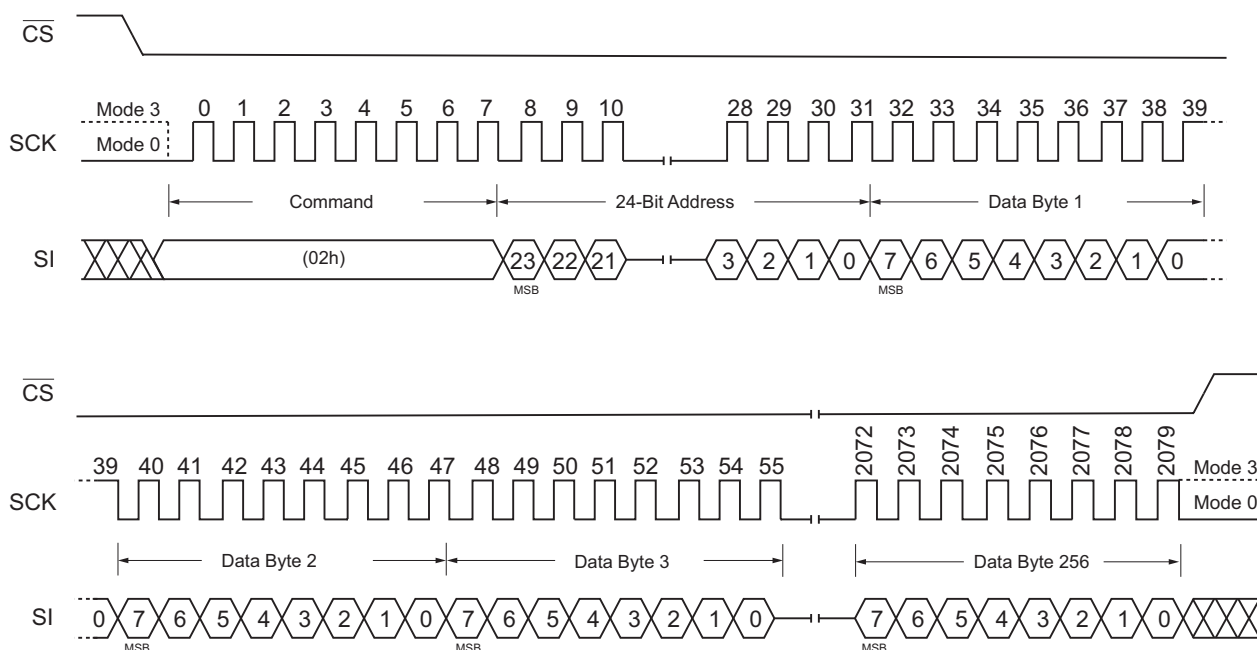 CS
Mode 3 0 1 2 3 4 5 6 7 8 9 10 28 29 30 31 32 33 34 35 36 37 38 39
SCK
Mode 0
Command 24-Bit Address Data Byte 1
SI (02h) 23 22 21 3 2 1 0 7 6 5 4 3 2 1 0
MSB MSB
CS
39 40 41 42 43 44 45 46 47 48 49 50 51 52 53 54 55 2072 2073 2074 2075 2076 2077 2078 2079 Mode 3
SCK Mode 0
Data Byte 2 Data Byte 3 Data Byte 256
SI 0 7 6 5 4 3 2 1 0 7 6 5 4 3 2 1 0 7 6 5 4 3 2 1 0
MSB MSB MSB